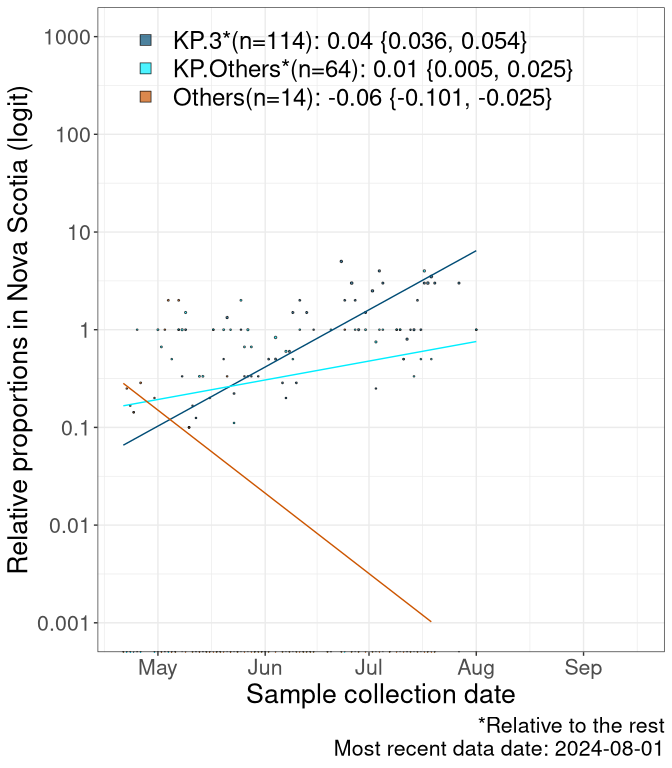 KP.3*(n=114): 0.04 {0.036, 0.054}
KP.Others*(n=64): 0.01 {0.005, 0.025}
Others(n=14): -0.06 {-0.101, -0.025}
Relative proportions in Nova Scotia (logit)
1000
100
10
1
0.1
0.01
0.001
May Jun Jul Aug Sep
Sample collection date
*Relative to the rest
Most recent data date: 2024-08-01